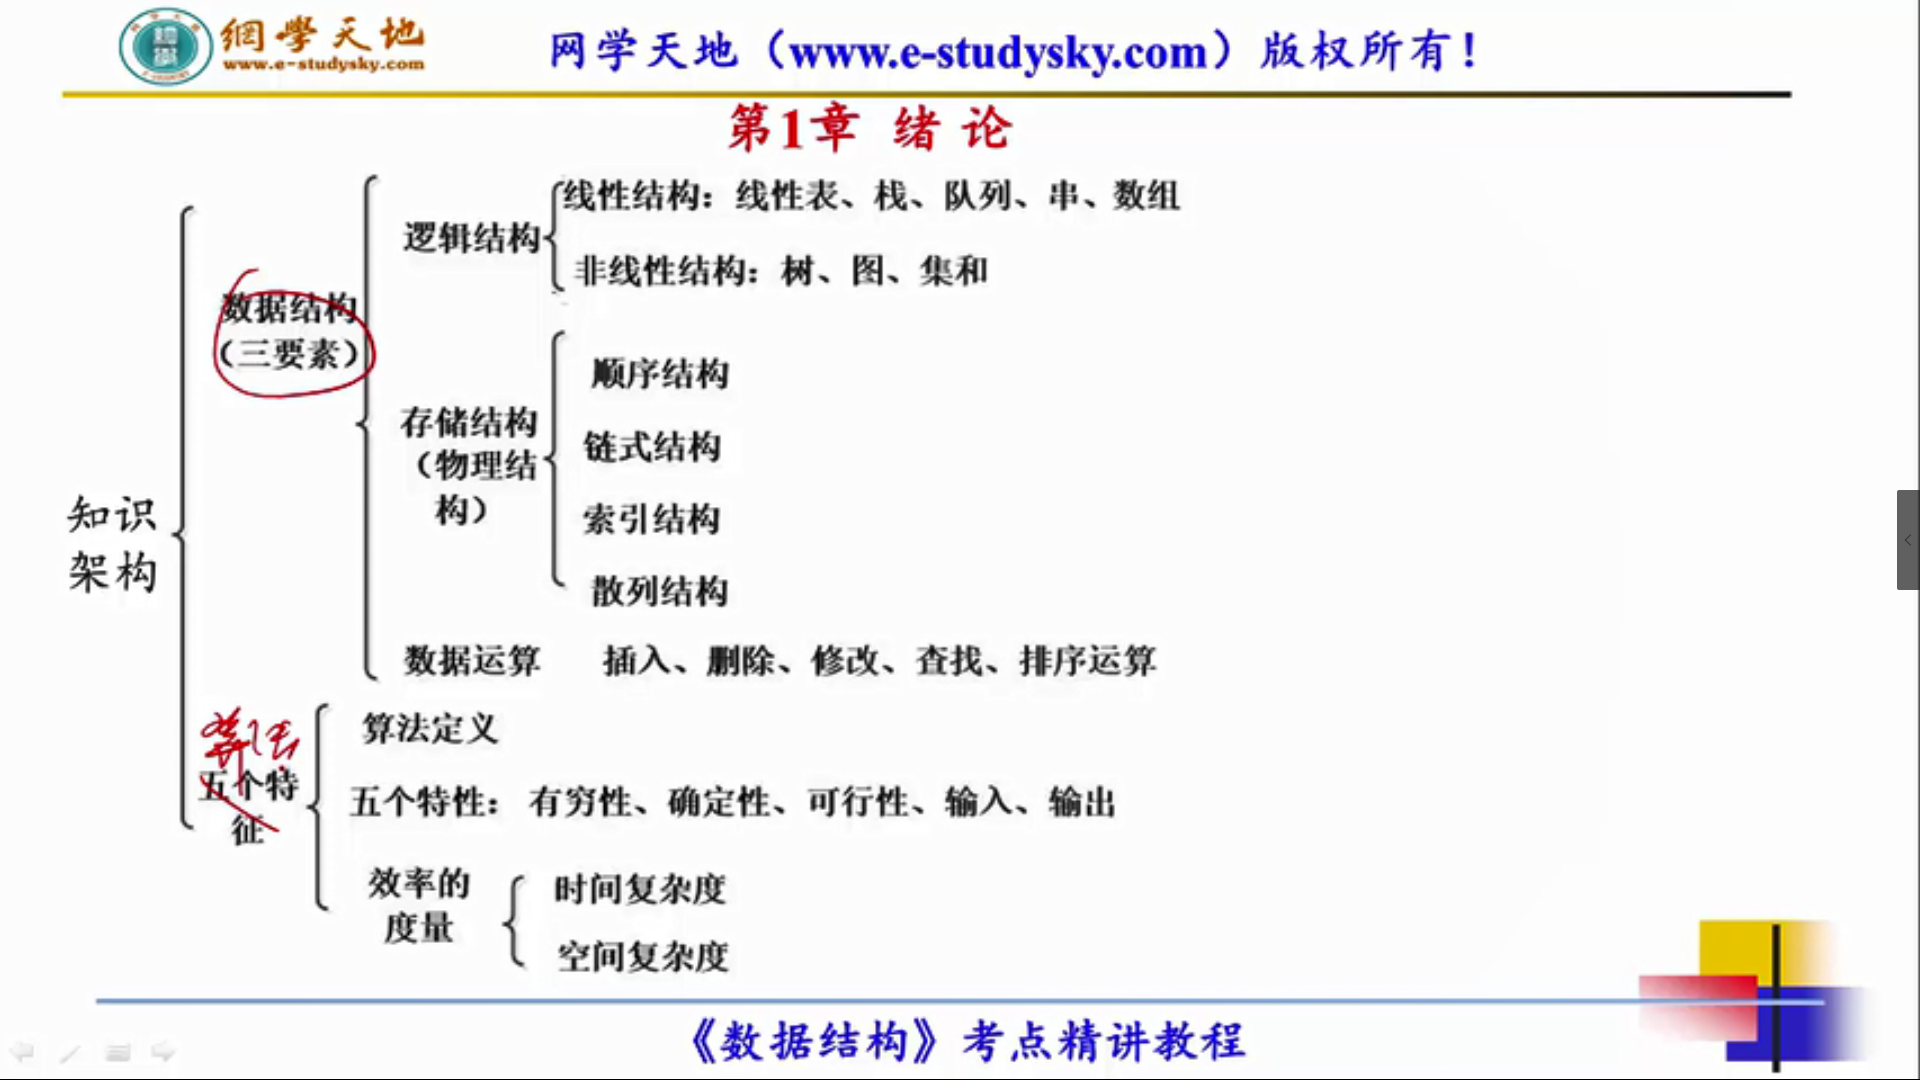 網學天地
www.e-studysky.com
网学天地（www.e-studysky.com）版权所有！
第1章 绪论
知识
架构
数据结构
（三要素）
逻辑结构
线性结构：线性表、栈、队列、串、数组
非线性结构：树、图、集和
存储结构
（物理结
构）
顺序结构
链式结构
索引结构
散列结构
数据运算 插入、删除、修改、查找、排序运算
算法
五个特
征
算法定义
五个特性：有穷性、确定性、可行性、输入、输出
效率的
度量
时间复杂度
空间复杂度
《数据结构》考点精讲教程